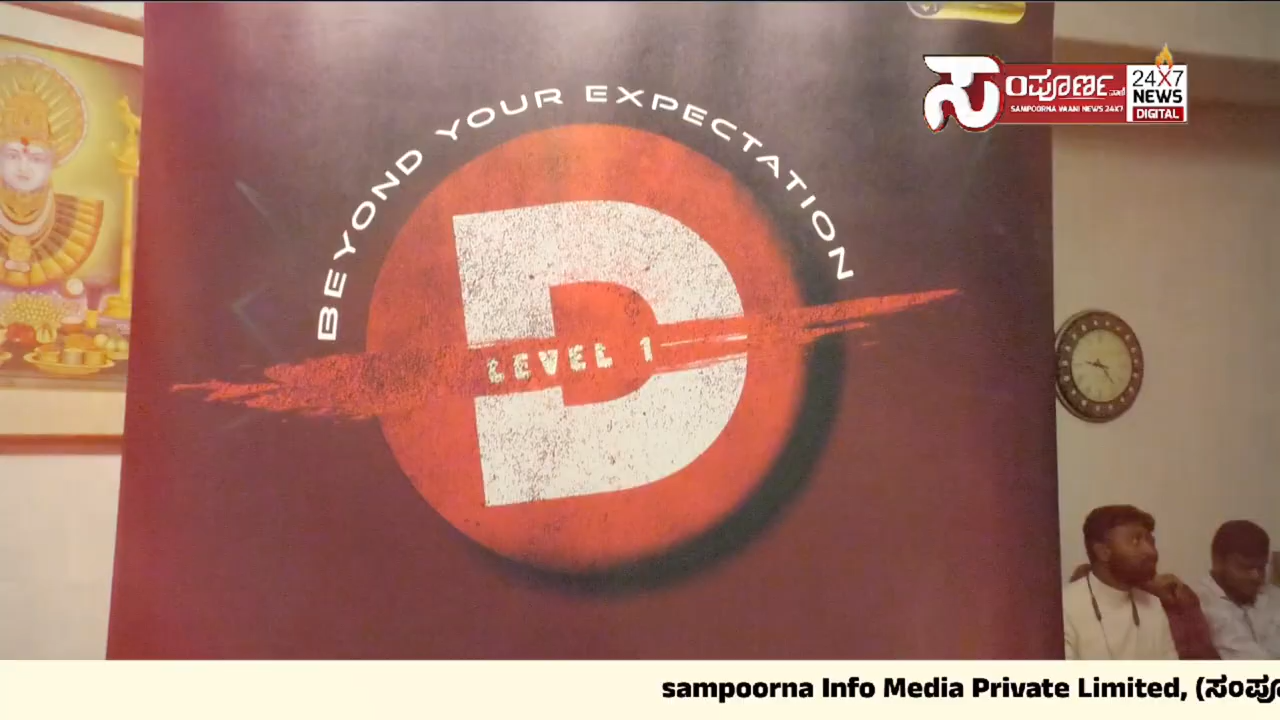 BEYOND YOUR EXPECTATION
D
LEVEL 1
ಸಂಪೂರ್ಣ ವಾಣಿ
SAMPOORNA VAANI NEWS 24X7
24X7
NEWS
DIGITAL
sampoorna Info Media Private Limited, (ಸಂಪೂ